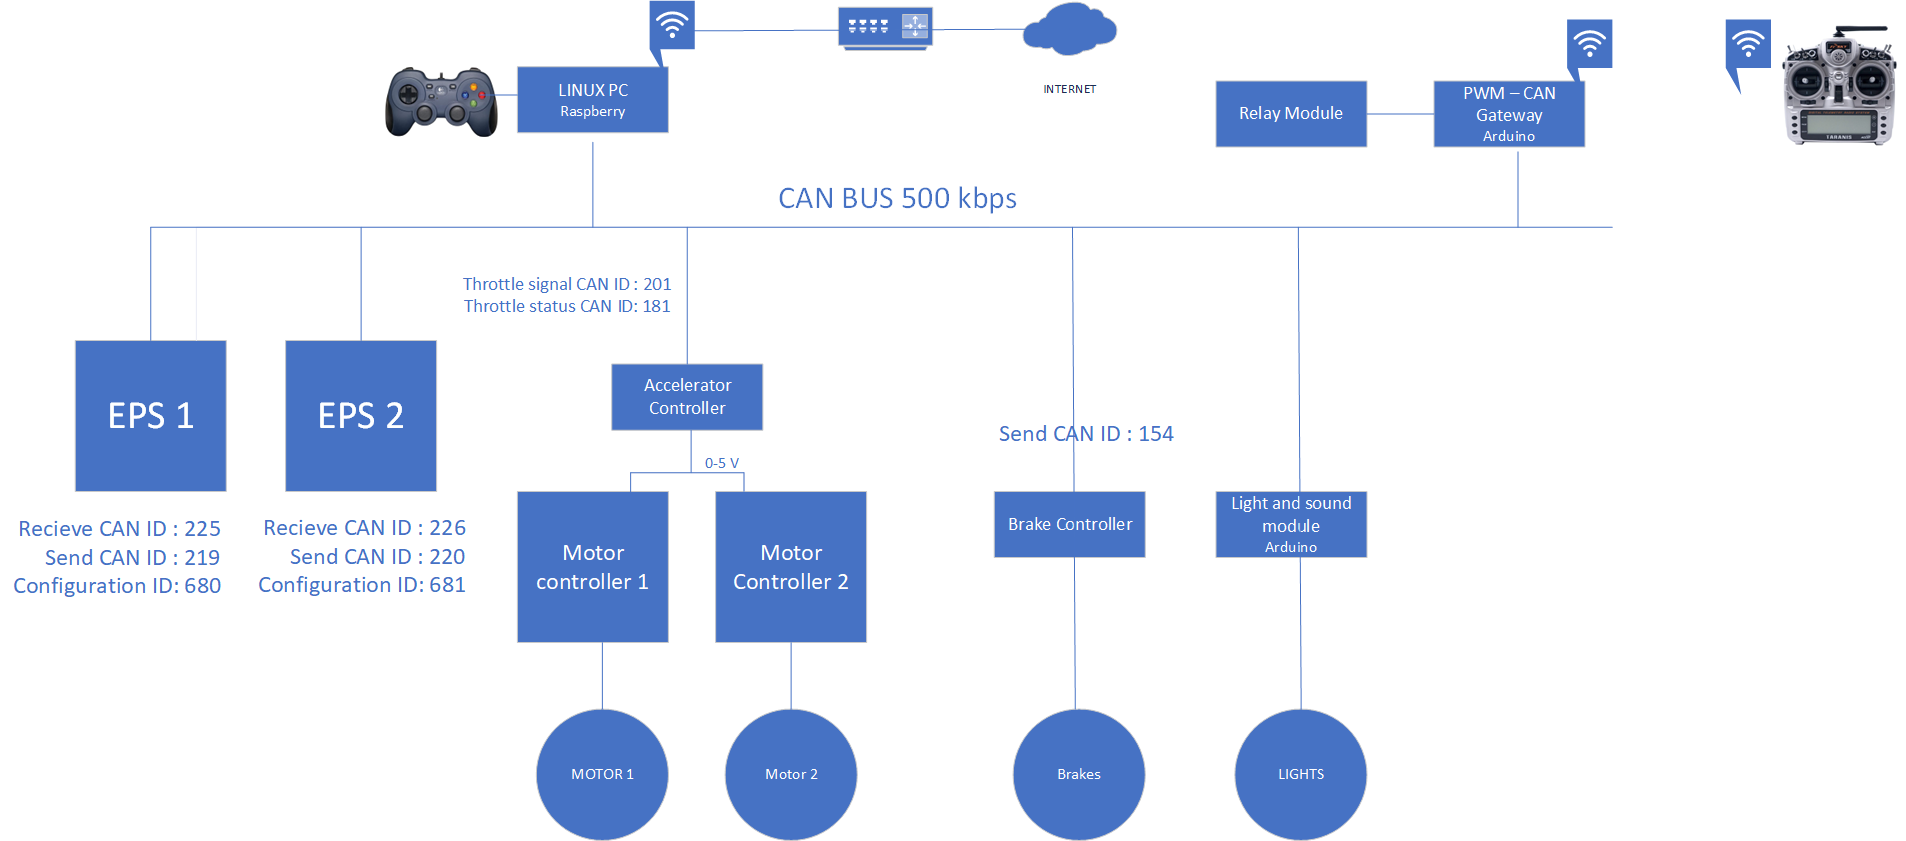 LINUX PC
Raspberry
INTERNET
Relay Module
PWM – CAN
Gateway
Arduino
TARANIS
CAN BUS 500 kbps
Throttle signal CAN ID : 201
Throttle status CAN ID: 181
EPS 1
EPS 2
Accelerator
Controller
0-5 V
Send CAN ID : 154
Recieve CAN ID : 225
Send CAN ID : 219
Configuration ID: 680
Recieve CAN ID : 226
Send CAN ID : 220
Configuration ID: 681
Motor
controller 1
Motor
Controller 2
Brake Controller
Light and sound
module
Arduino
MOTOR 1
Motor 2
Brakes
LIGHTS